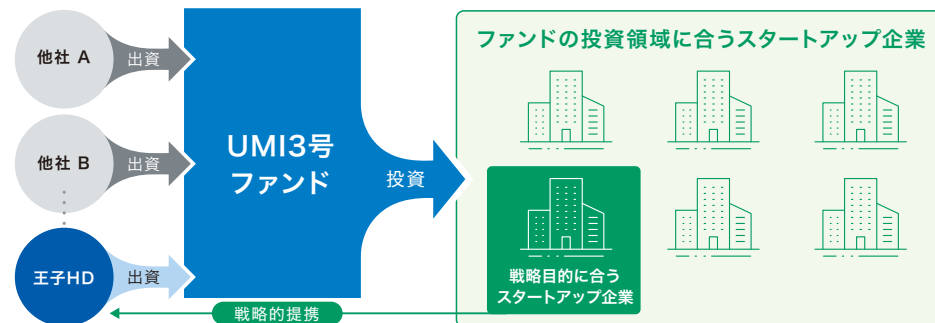 他社 A
出資
他社 B
出資
王子HD
出資
UMI3号
ファンド
投資
ファンドの投資領域に合うスタートアップ企業
戦略目的に合う
スタートアップ企業
戦略的提携